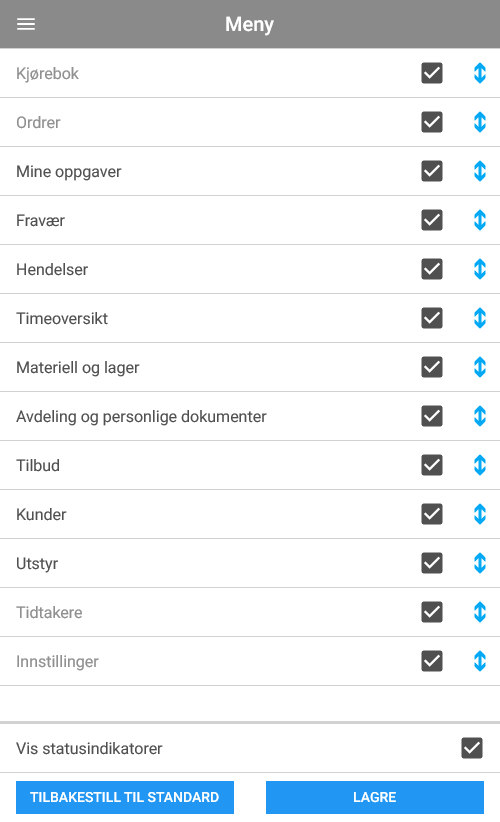 Meny
Kjørebok
Ordrer
Mine oppgaver
Fravær
Hendelser
Timeoversikt
Materiell og lager
Avdeling og personlige dokumenter
Tilbud
Kunder
Utstyr
Tidtakere
Innstillinger
Vis statusindikatorer
TILBAKESTILL TIL STANDARD
LAGRE